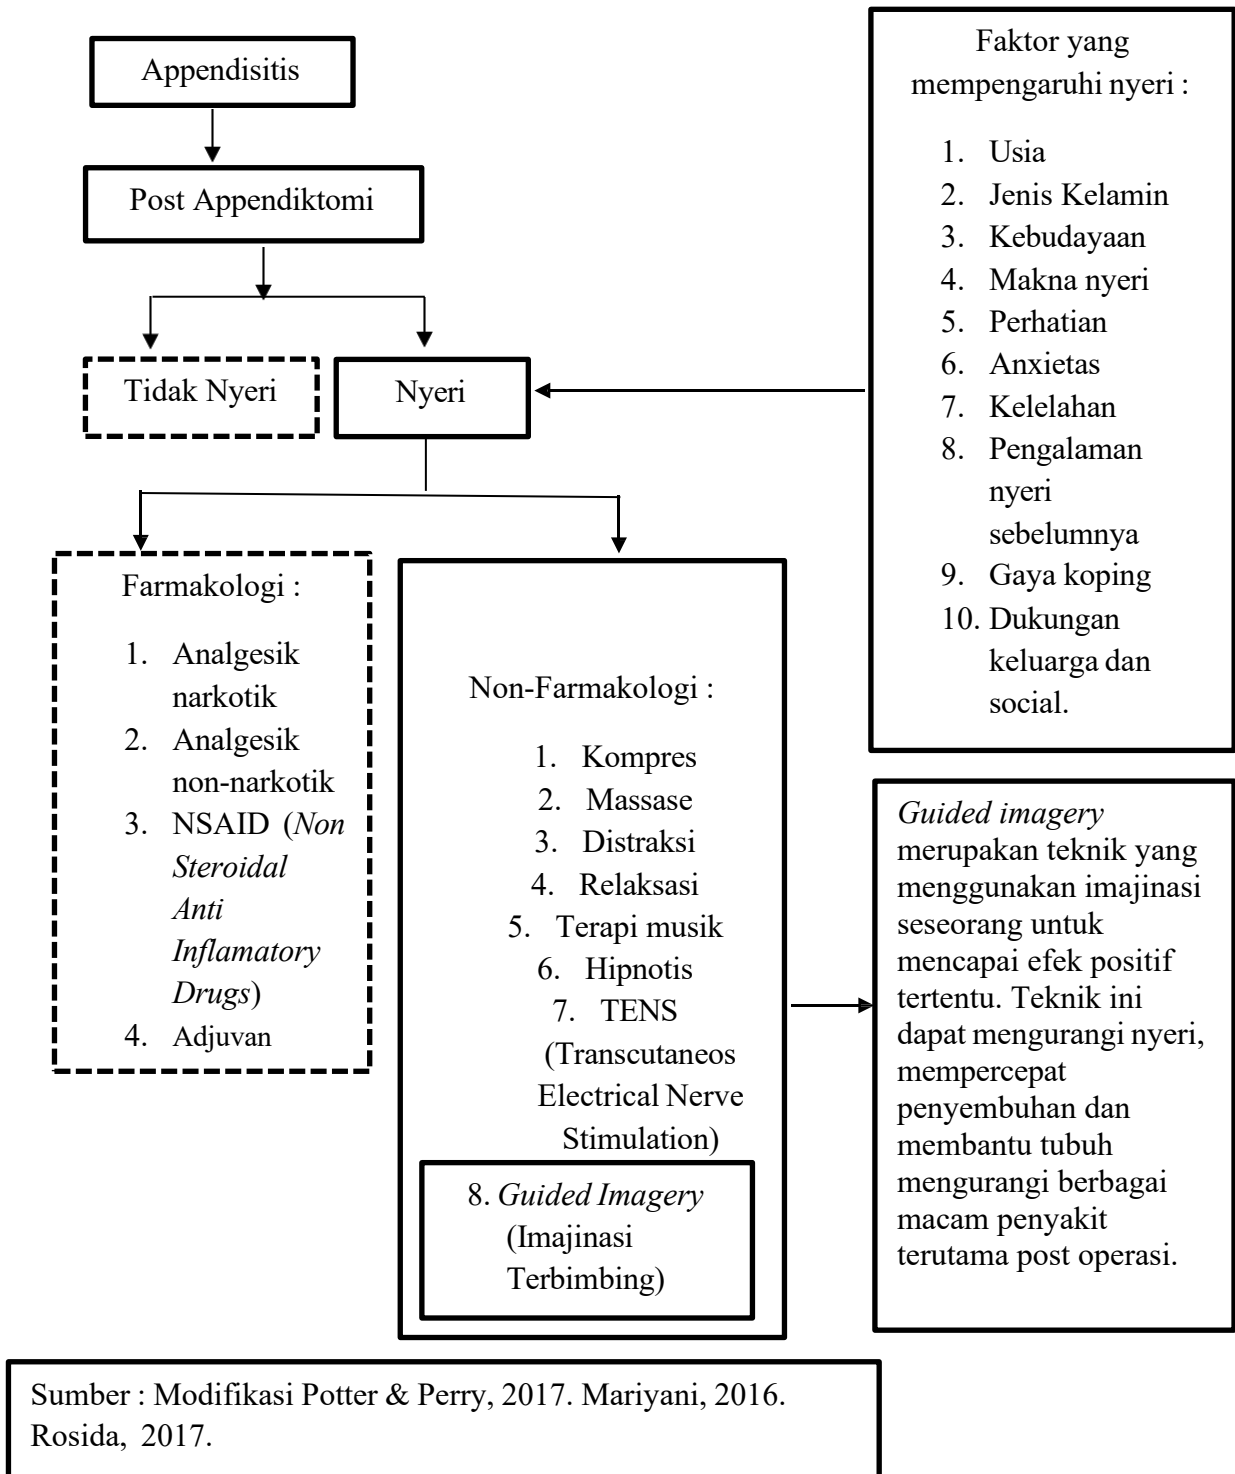 Appendisitis
Post Appendiktomi
Tidak Nyeri
Nyeri
Faktor yang
mempengaruhi nyeri :
1. Usia
2. Jenis Kelamin
3. Kebudayaan
4. Makna nyeri
5. Perhatian
6. Anxietas
7. Kelelahan
8. Pengalaman
nyeri
sebelumnya
9. Gaya koping
10. Dukungan
keluarga dan
social.
Farmakologi :
1. Analgesik
narkotik
2. Analgesik
non-narkotik
3. NSAID (Non
Steroidal
Anti
Inflamatory
Drugs)
4. Adjuvan
Non-Farmakologi :
1. Kompres
2. Massase
3. Distraksi
4. Relaksasi
5. Terapi musik
6. Hipnotis
7. TENS
(Transcutaneos
Electrical Nerve
Stimulation)
8. Guided Imagery
(Imajinasi
Terbimbing)
Guided imagery
merupakan teknik yang
menggunakan imajinasi
seseorang untuk
mencapai efek positif
tertentu. Teknik ini
dapat mengurangi nyeri,
mempercepat
penyembuhan dan
membantu tubuh
mengurangi berbagai
macam penyakit
terutama post operasi.
Sumber : Modifikasi Potter & Perry, 2017. Mariyani, 2016.
Rosida, 2017.